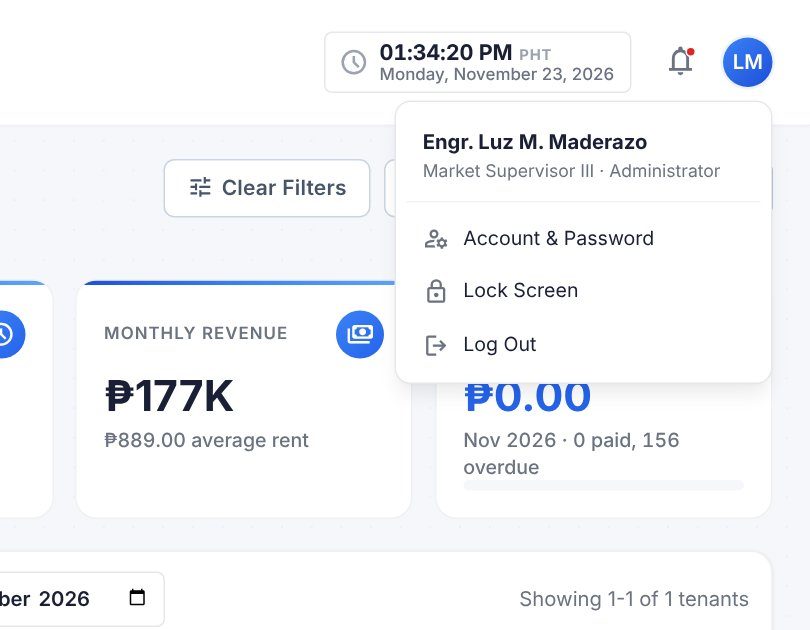 01:34:20 PM PHT
Monday, November 23, 2026
LM
Engr. Luz M. Maderazo
Market Supervisor III · Administrator
Clear Filters
Account & Password
Lock Screen
Log Out
MONTHLY REVENUE
₱177K
₱889.00 average rent
₱0.00
Nov 2026 · 0 paid, 156
overdue
ber 2026
Showing 1-1 of 1 tenants